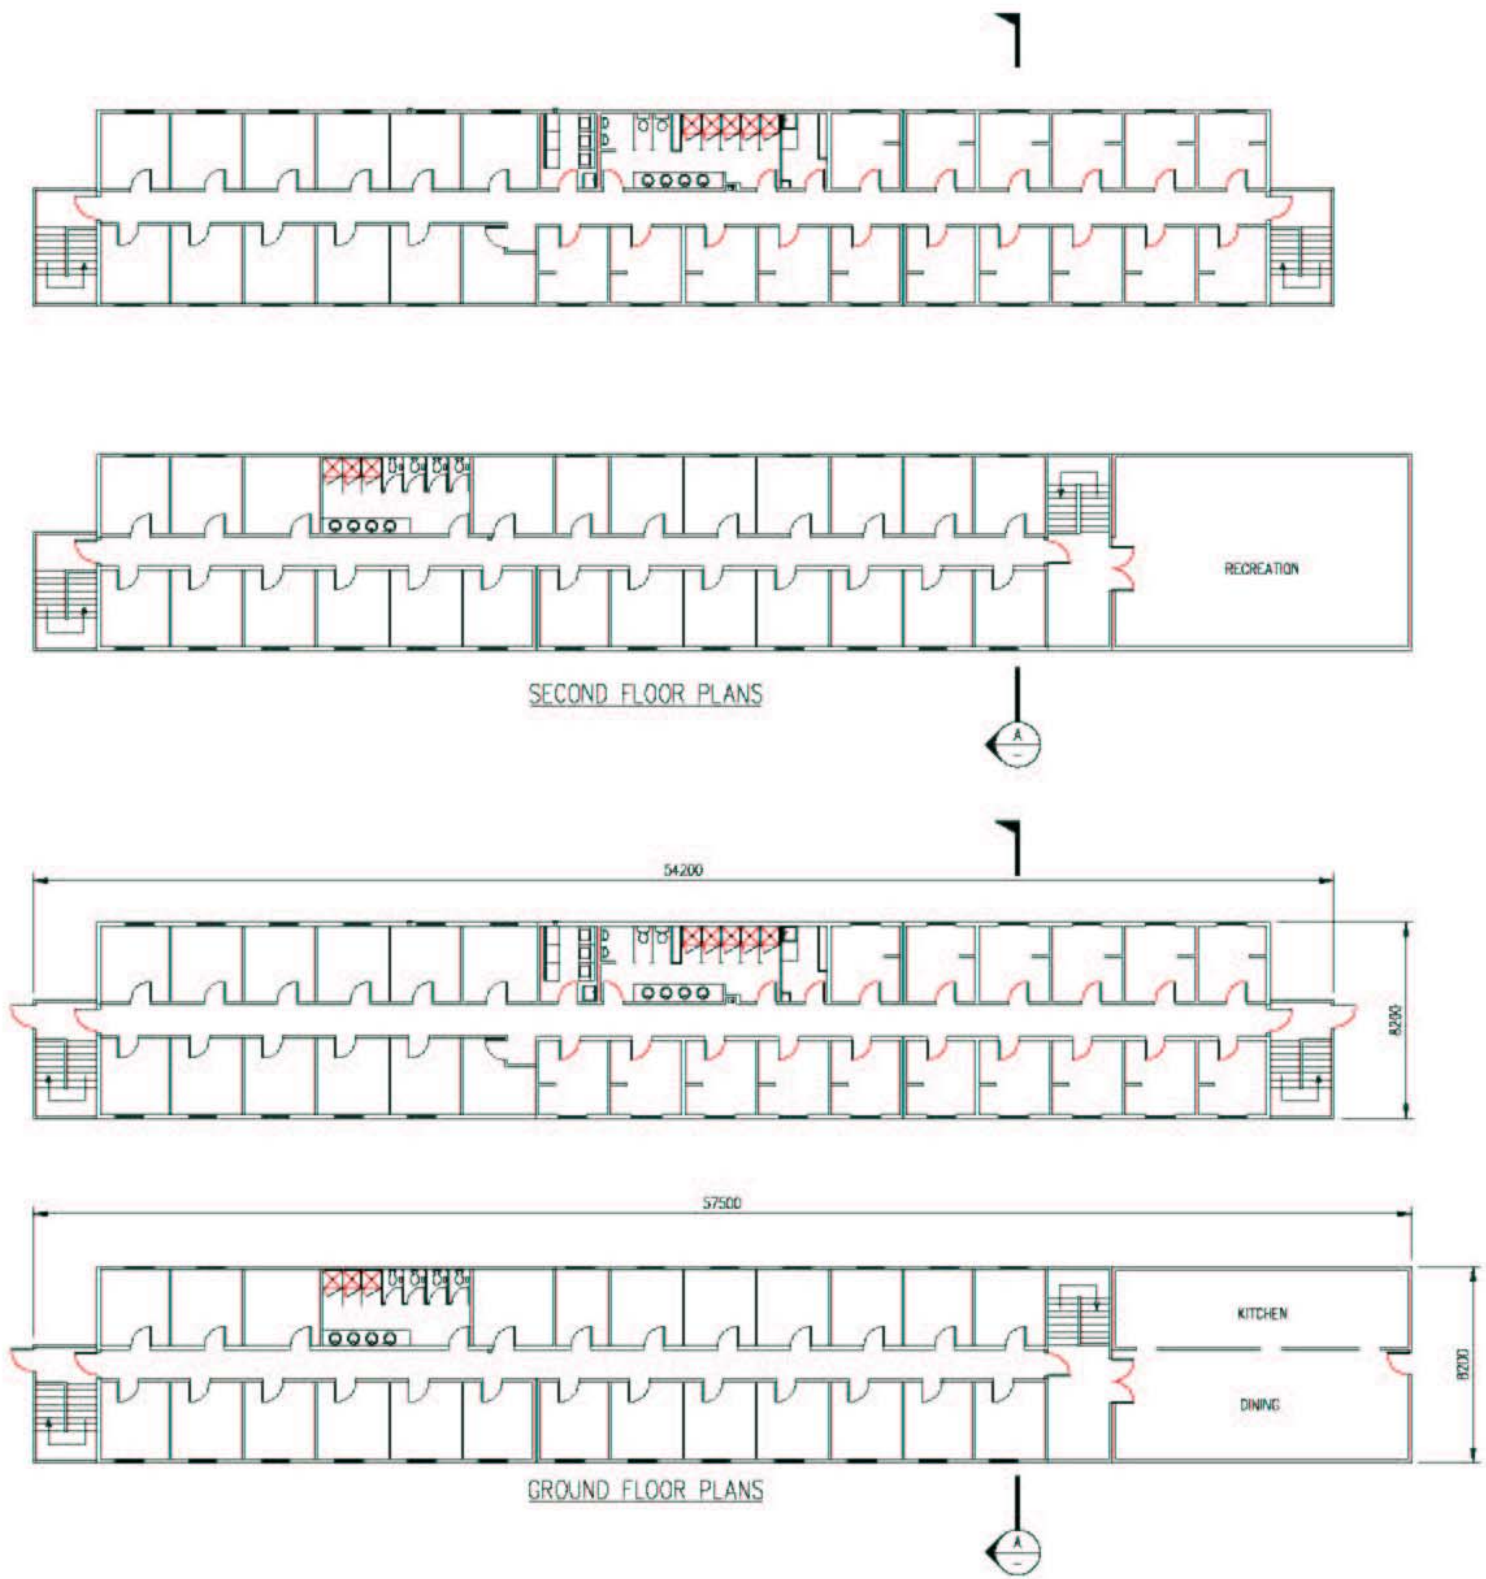 RECREATION
SECOND FLOOR PLANS
A
54200
8200
57500
KITCHEN
8200
DINING
GROUND FLOOR PLANS
A